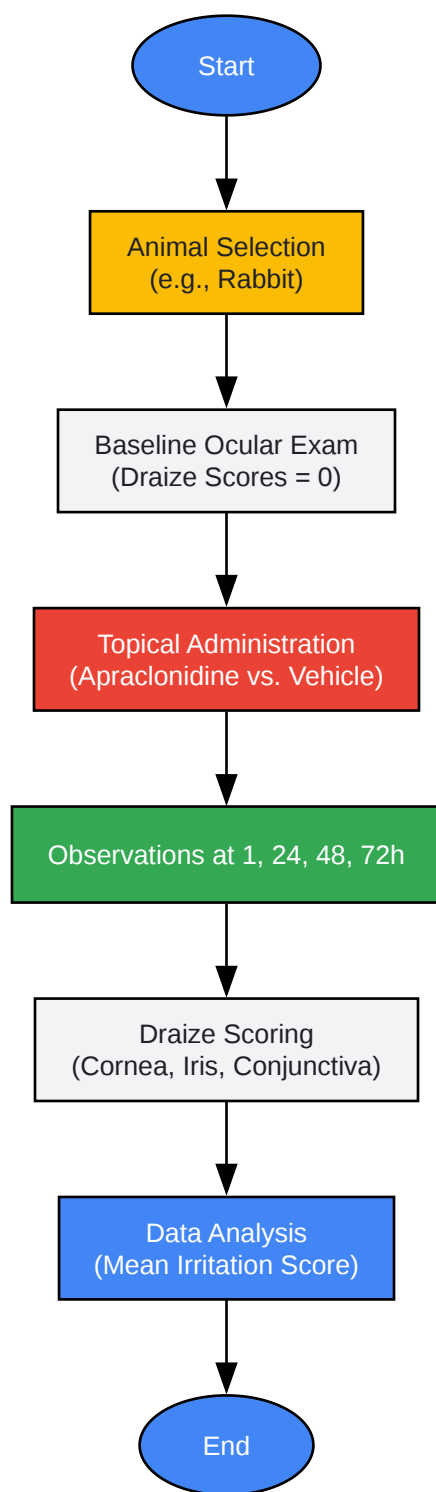 Start
Animal Selection
(e.g., Rabbit)
Baseline Ocular Exam
(Draize Scores = 0)
Topical Administration
(Apraclonidine vs. Vehicle)
Observations at 1, 24, 48, 72h
Draize Scoring
(Cornea, Iris, Conjunctiva)
Data Analysis
(Mean Irritation Score)
End